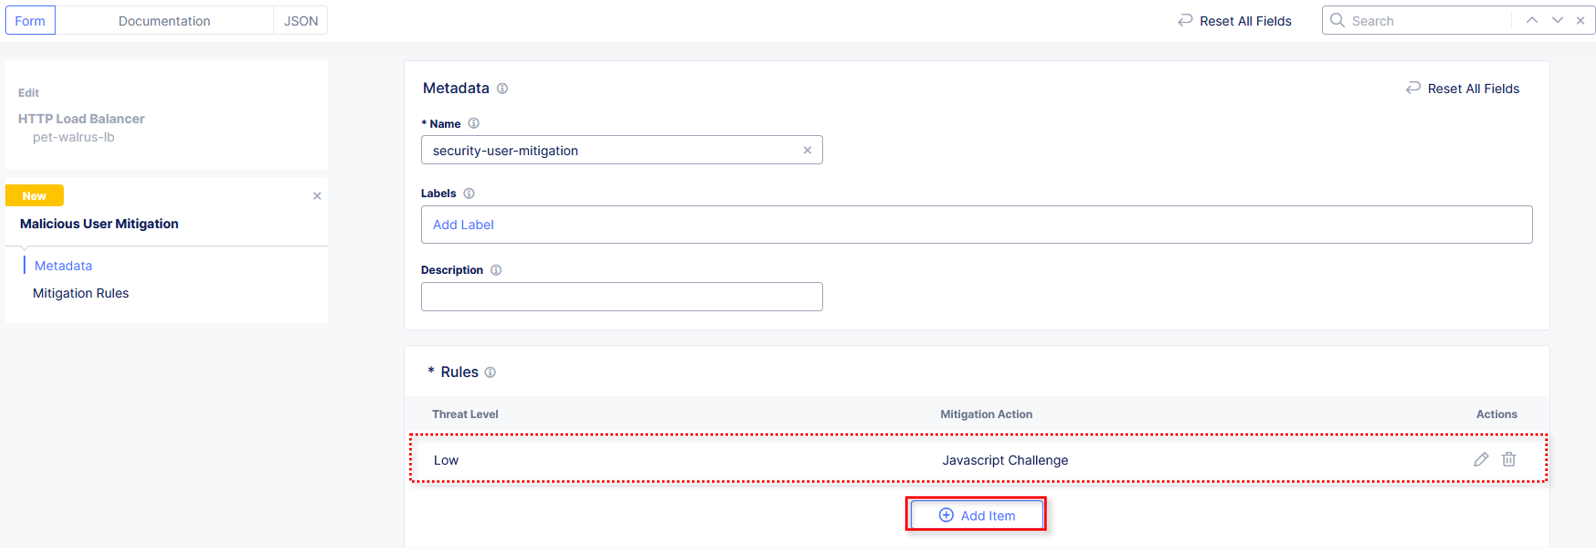 Form Documentation JSON Reset All Fields Search
Edit
HTTP Load Balancer
pet-walrus-lb
New
Malicious User Mitigation
Metadata
Mitigation Rules
Metadata Reset All Fields
* Name
security-user-mitigation
Labels
Add Label
Description
* Rules
Threat Level Mitigation Action Actions
Low Javascript Challenge
Add Item